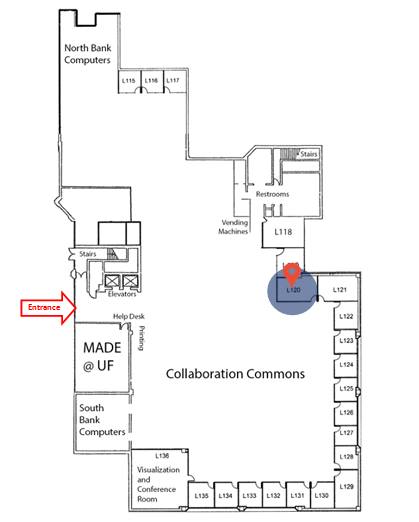 North Bank
Computers
L115
L116
L117
Stairs
Restrooms
Vending
Machines
L118
Stairs
Elevators
L120
L121
Entrance
Help Desk
Printing
L122
MADE
@ UF
L123
L124
Collaboration Commons
L125
South
Bank
Computers
L126
L127
L136
L128
Visualization
and
Conference
Room
L135
L134
L133
L132
L131
L130
L129